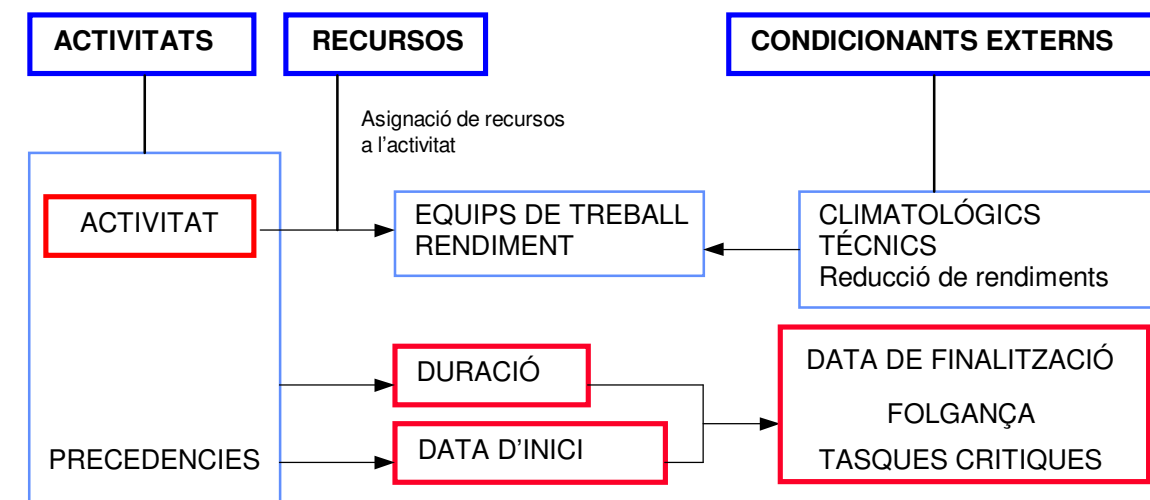 ACTIVITATS
RECURSOS
CONDICIONANTS EXTERNS
Asignació de recursos
a l'activitat
ACTIVITAT
EQUIPS DE TREBALL
RENDIMENT
CLIMATOLÓGICS
TÉCNICS
Reducció de rendiments
DURACIÓ
DATA D'INICI
PRECEDENCIES
DATA DE FINALITZACIÓ
FOLGANÇA
TASQUES CRITIQUES